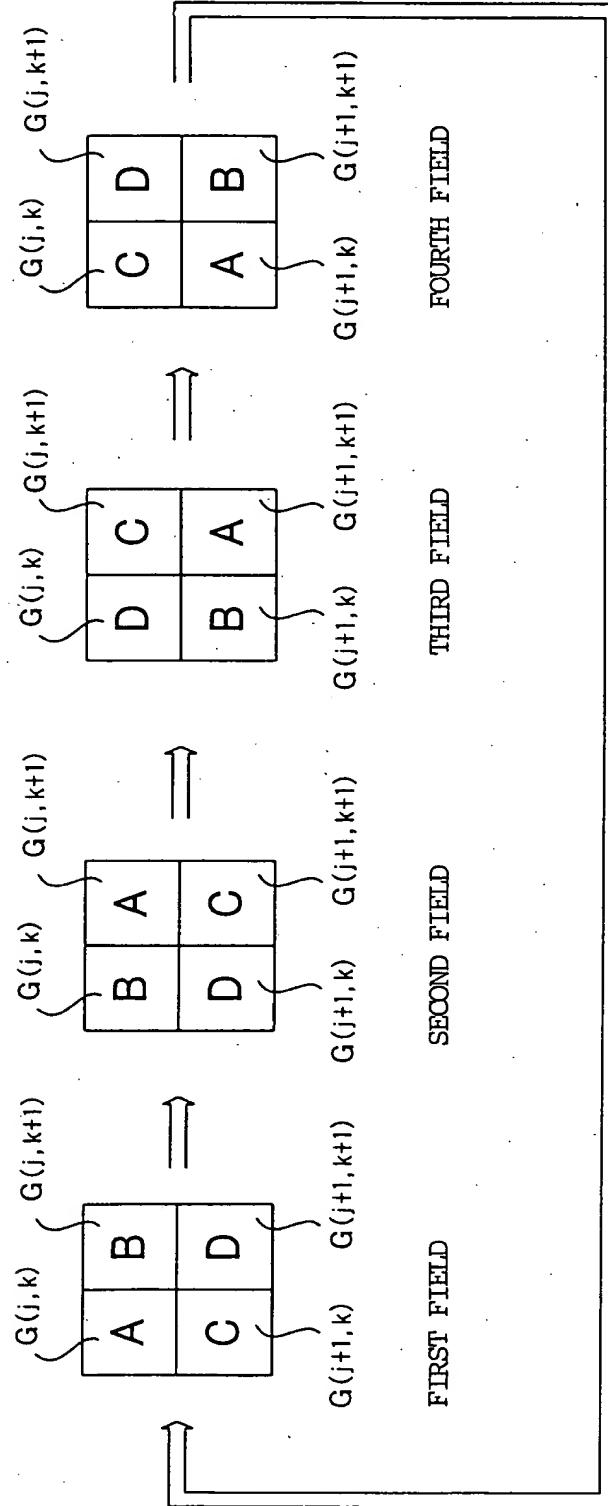 G(j,k) G(j,k+1)
A B
C D
G(j+1,k) G(j+1,k+1)
FIRST FIELD
G(j,k) G(j,k+1)
B A
D C
G(j+1,k) G(j+1,k+1)
SECOND FIELD
G(j,k) G(j,k+1)
D C
B A
G(j+1,k) G(j+1,k+1)
THIRD FIELD
G(j,k) G(j,k+1)
C D
A B
G(j+1,k) G(j+1,k+1)
FOURTH FIELD